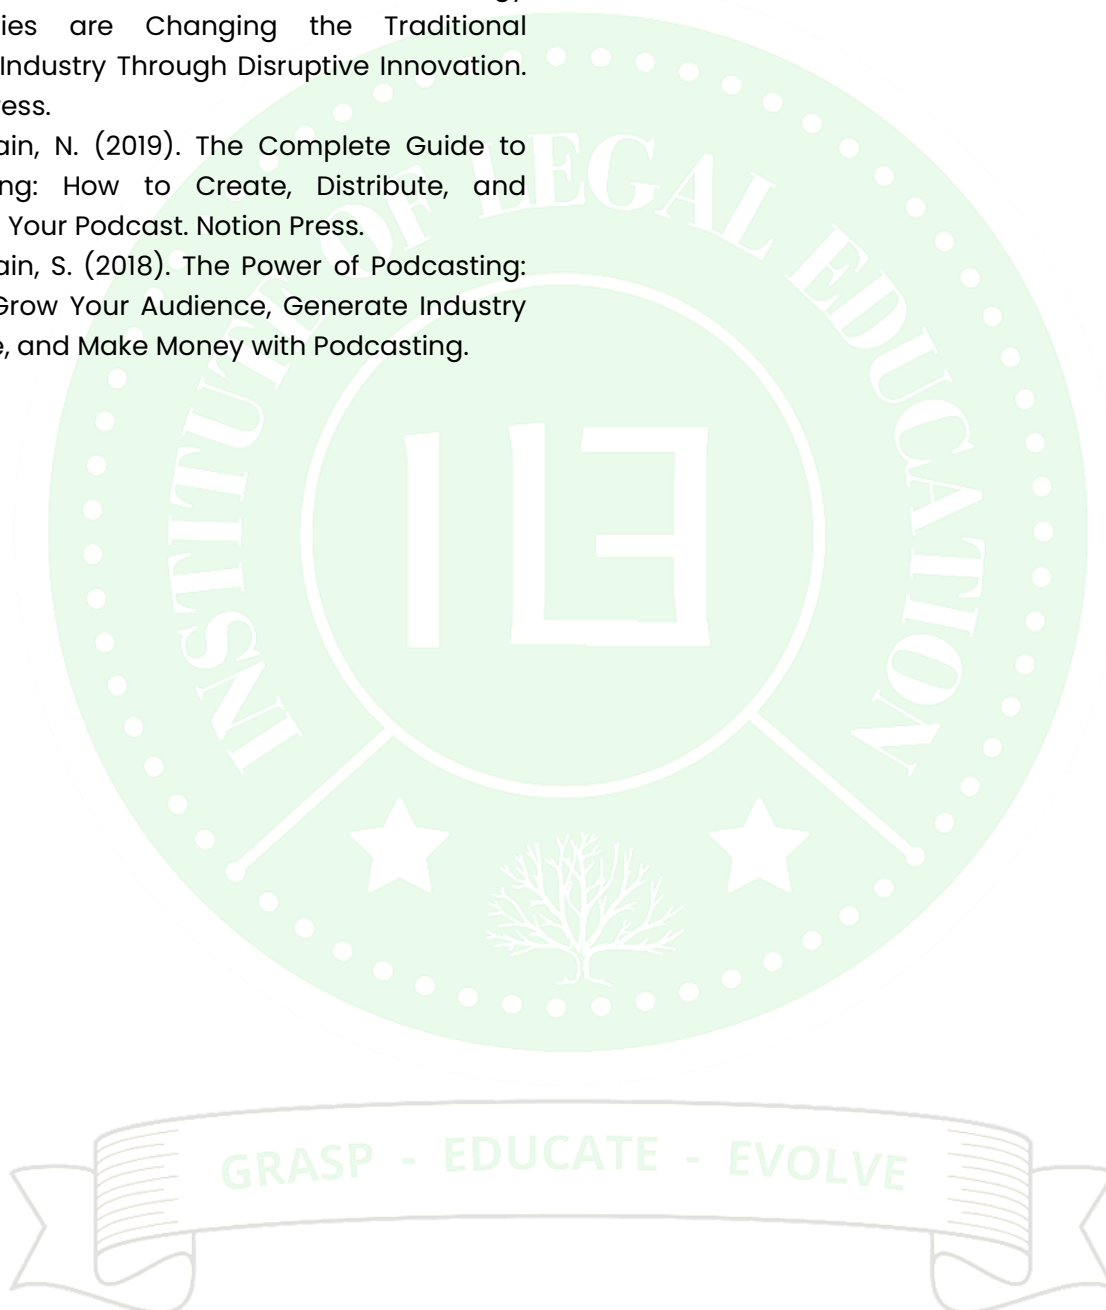 ies are Changing the Traditional
Industry Through Disruptive Innovation.
ess.
ain, N. (2019). The Complete Guide to
ng: How to Create, Distribute, and
Your Podcast. Notion Press.
ain, S. (2018). The Power of Podcasting:
Grow Your Audience, Generate Industry
e, and Make Money with Podcasting.
INSTITUTE OF LEGAL EDUCATION
ILE
GRASP - EDUCATE - EVOLVE